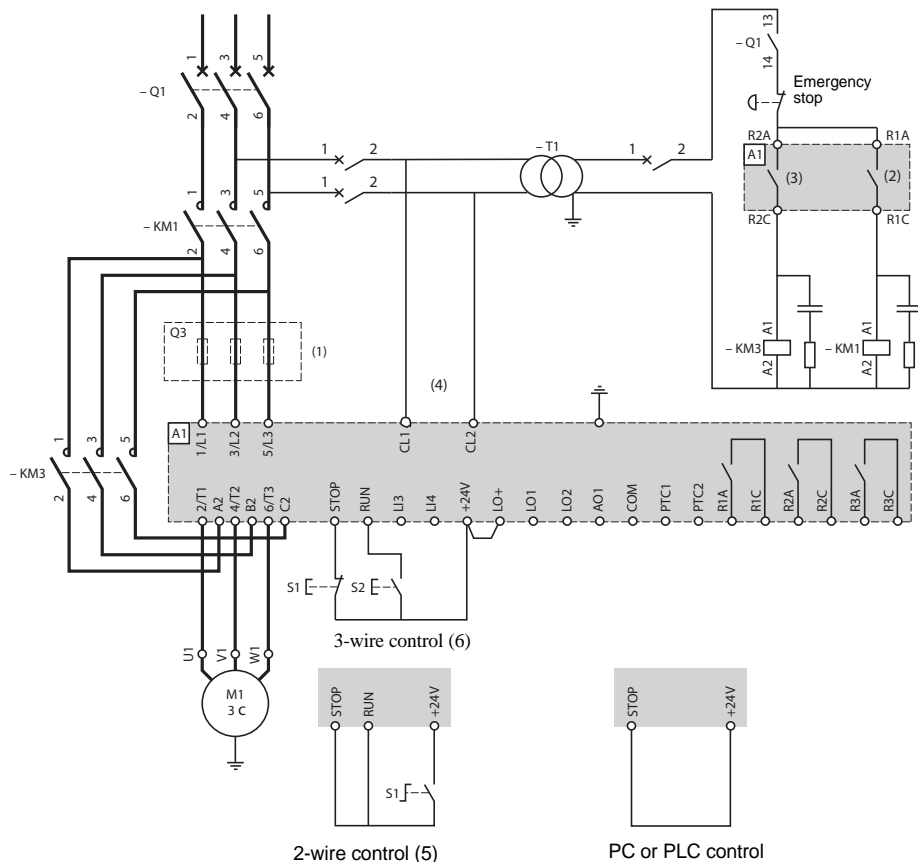 1 3 5
– Q1
2 4 6
13
– Q1
14
Emergency
stop
1 2
– T1
1 2
R2A R1A
A1
1 2
(3) (2)
1 3 5
R2C R1C
– KM1
2 4 6
Q3
(1)
A1 A1
– KM3 – KM1
A2 A2
(4)
A1
1/L1 3/L2 5/L3 CL1 CL2
1 3 5
– KM3
2 4 6
2/T1 A2 4/T2 B2 6/T3 C2 STOP RUN LI3 LI4 +24V LO+ LO1 LO2 AO1 COM PTC1 PTC2 R1A R1C R2A R2C R3A R3C
S1 S2
3-wire control (6)
U1 V1 W1
M1
3 c
STOP RUN +24V
STOP +24V
S1
2-wire control (5)
PC or PLC control